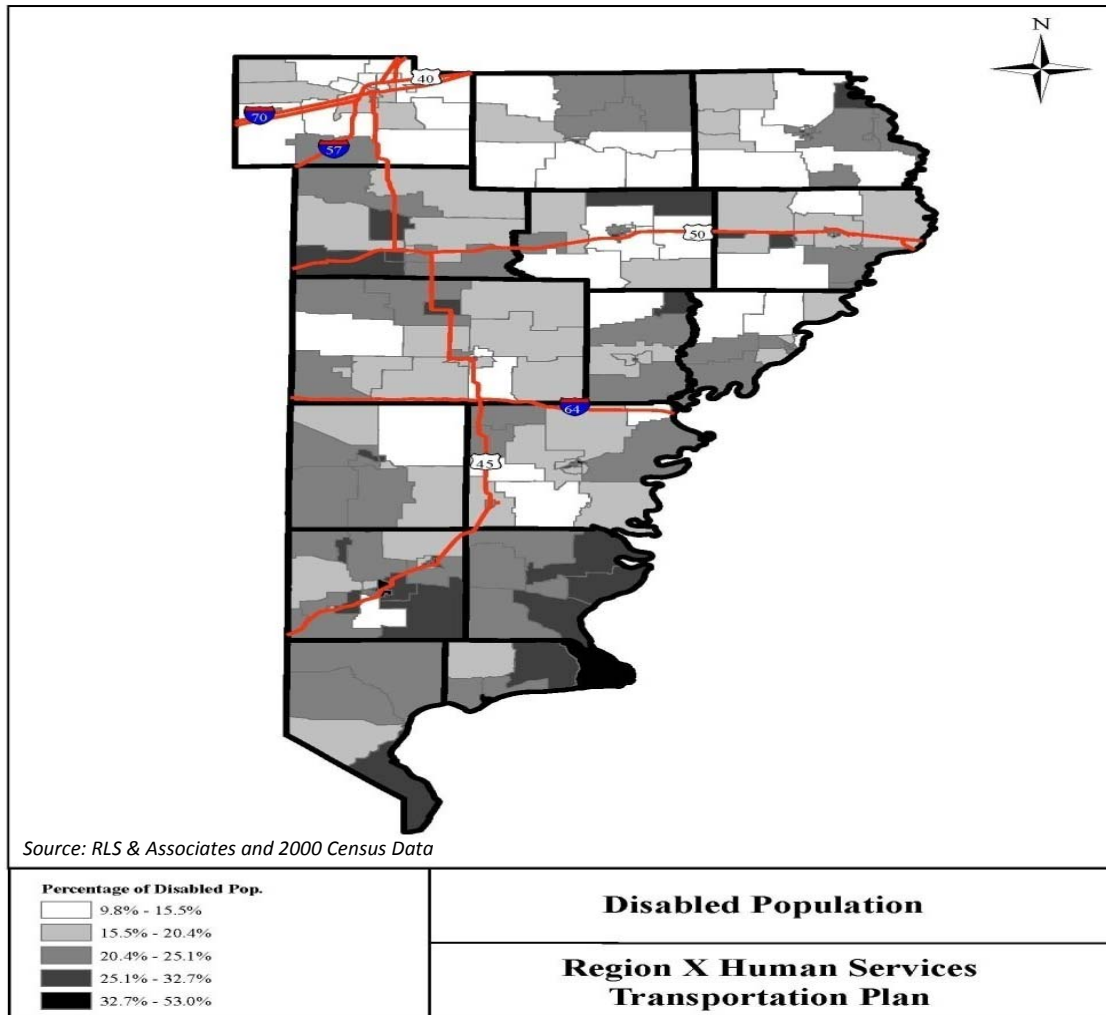 N
40
70
57
50
64
45
Source: RLS & Associates and 2000 Census Data
Percentage of Disabled Pop.
9.8% - 15.5%
15.5% - 20.4%
20.4% - 25.1%
25.1% - 32.7%
32.7% - 53.0%
Disabled Population
Region X Human Services
Transportation Plan